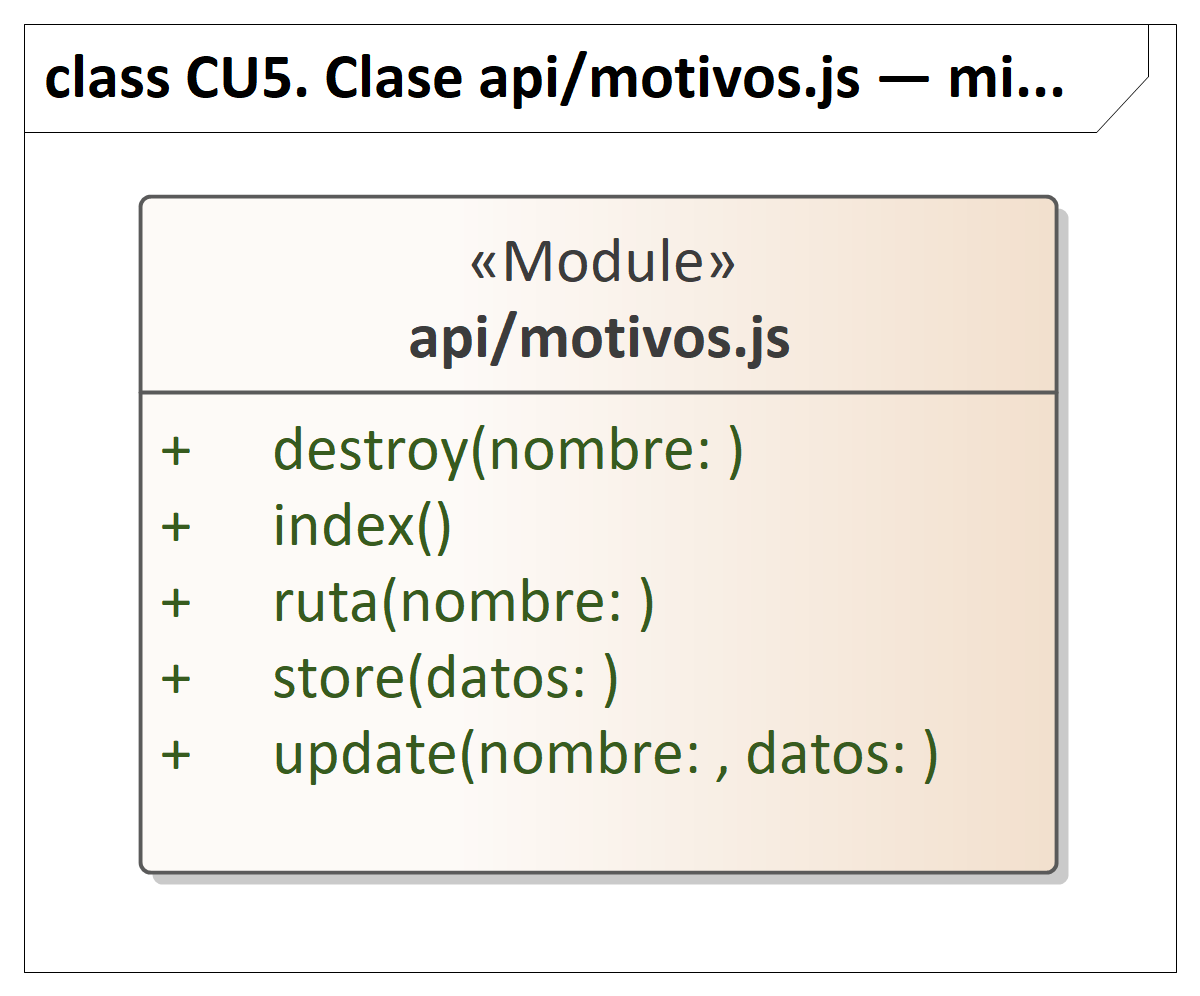 class CU5. Clase api/motivos.js — mi...
«Module»
api/motivos.js
+ destroy(nombre: )
+ index()
+ ruta(nombre: )
+ store(datos: )
+ update(nombre: , datos: )